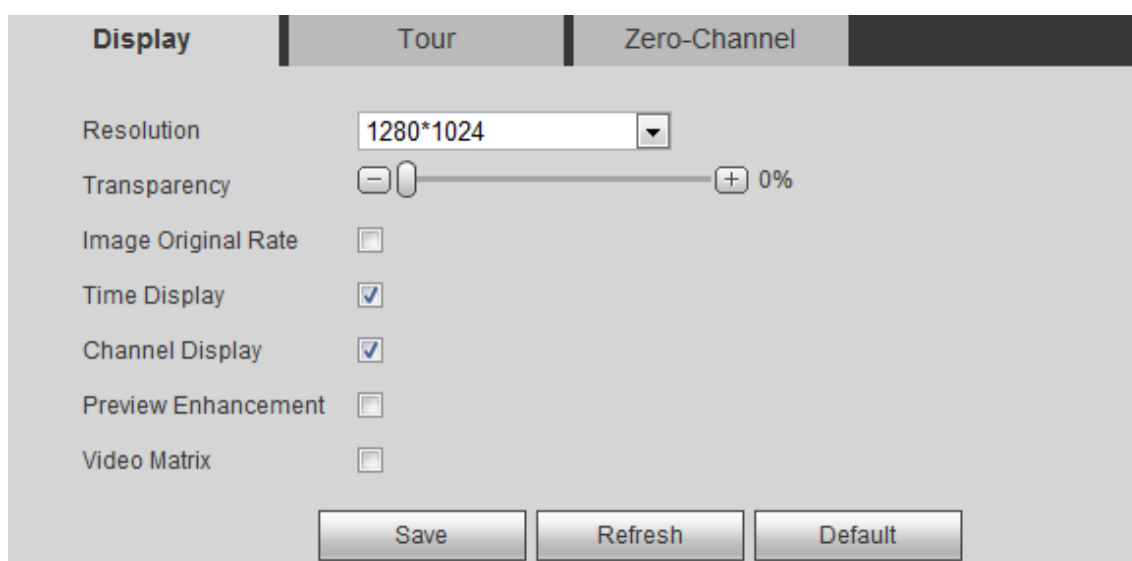 Display Tour Zero-Channel
Resolution 1280*1024
Transparency 0%
Image Original Rate
Time Display
Channel Display
Preview Enhancement
Video Matrix
Save Refresh Default